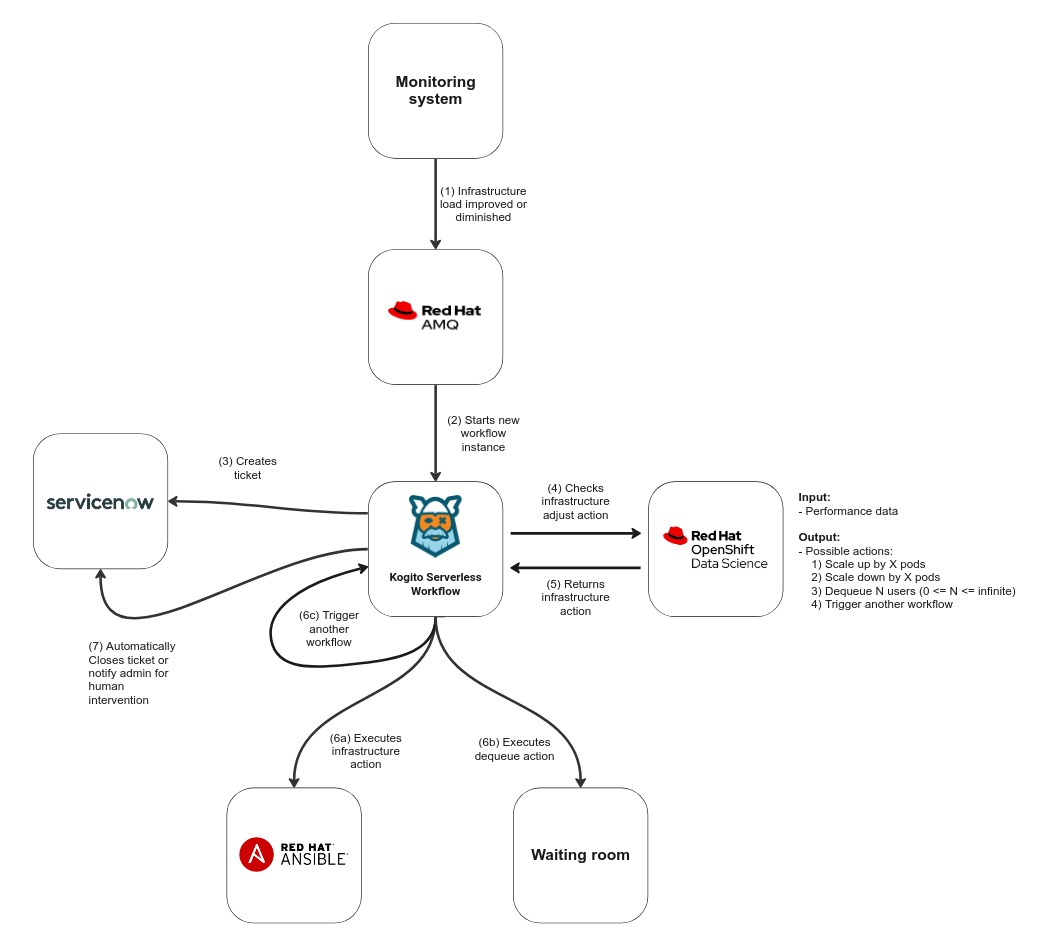 Monitoring
system
(1) Infrastructure
load improved or
diminished
Red Hat
AMQ
(2) Starts new
workflow
instance
(3) Creates
ticket
servicenow
Kogito Serverless
Workflow
(4) Checks
infrastructure
adjust action
(5) Returns
infrastructure
action
Red Hat
OpenShift
Data Science
Input:
- Performance data
Output:
- Possible actions:
1) Scale up by X pods
2) Scale down by X pods
3) Dequeue N users (0 <= N <= infinite)
4) Trigger another workflow
(6c) Trigger
another
workflow
(7) Automatically
Closes ticket or
notify admin for
human
intervention
(6a) Executes
infrastructure
action
(6b) Executes
dequeue action
RED HAT
ANSIBLE
Waiting room